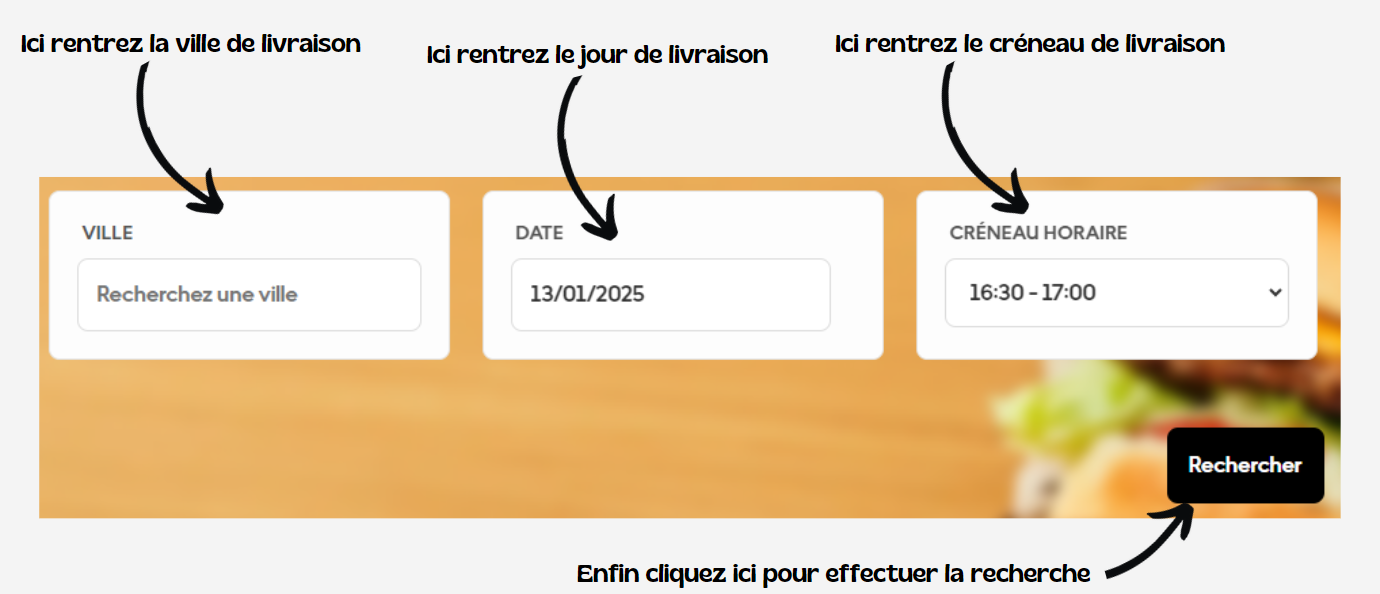 Ici rentrez la ville de livraison
Ici rentrez le jour de livraison
Ici rentrez le créneau de livraison
VILLE
Recherchez une ville
DATE
13/01/2025
CRÉNEAU HORAIRE
16:30 - 17:00
Rechercher
Enfin cliquez ici pour effectuer la recherche